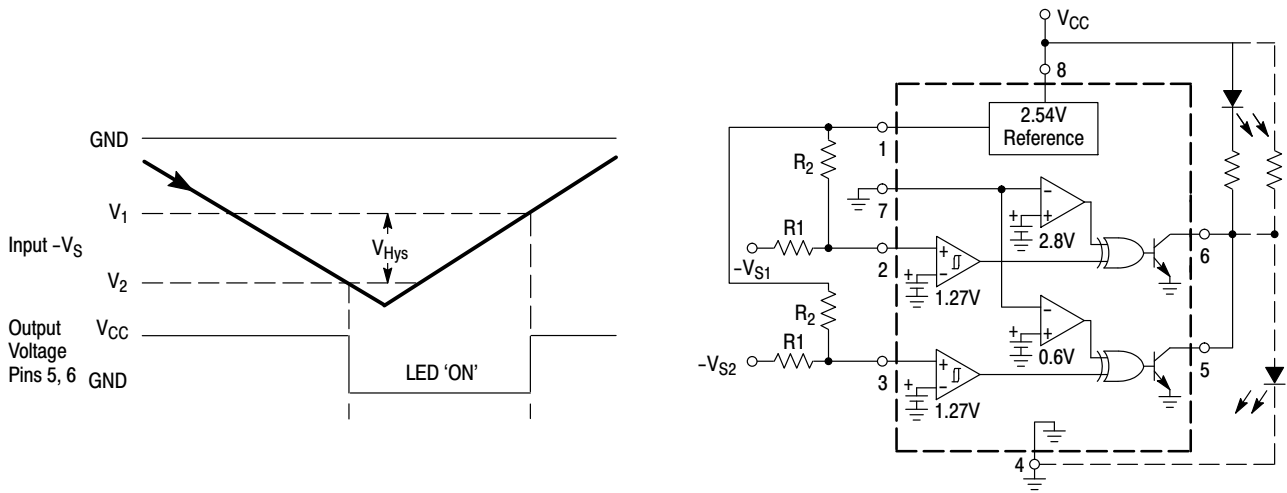 GND
V1
Input –VS
VHys
V2
Output
Voltage
Pins 5, 6
VCC
GND
LED 'ON'
VCC
8
2.54V
Reference
1
R2
7
2.8V
6
R1
–VS1
2
1.27V
R2
0.6V
R1
–VS2
3
1.27V
5
4
+
–
+
+
–
+
–
+
+
–
+